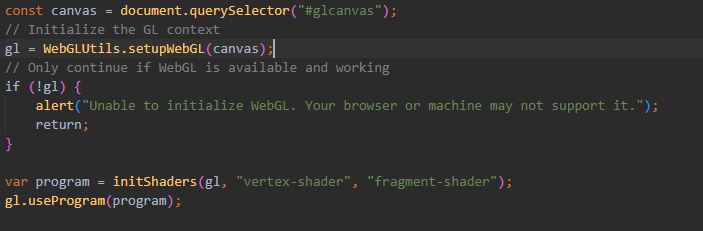 const canvas = document.querySelector("#glcanvas");
// Initialize the GL context
gl = WebGLUtils.setupWebGL(canvas);
// Only continue if WebGL is available and working
if (!gl) {
    alert("Unable to initialize WebGL. Your browser or machine may not support it.");
    return;
}
var program = initShaders(gl, "vertex-shader", "fragment-shader");
gl.useProgram(program);